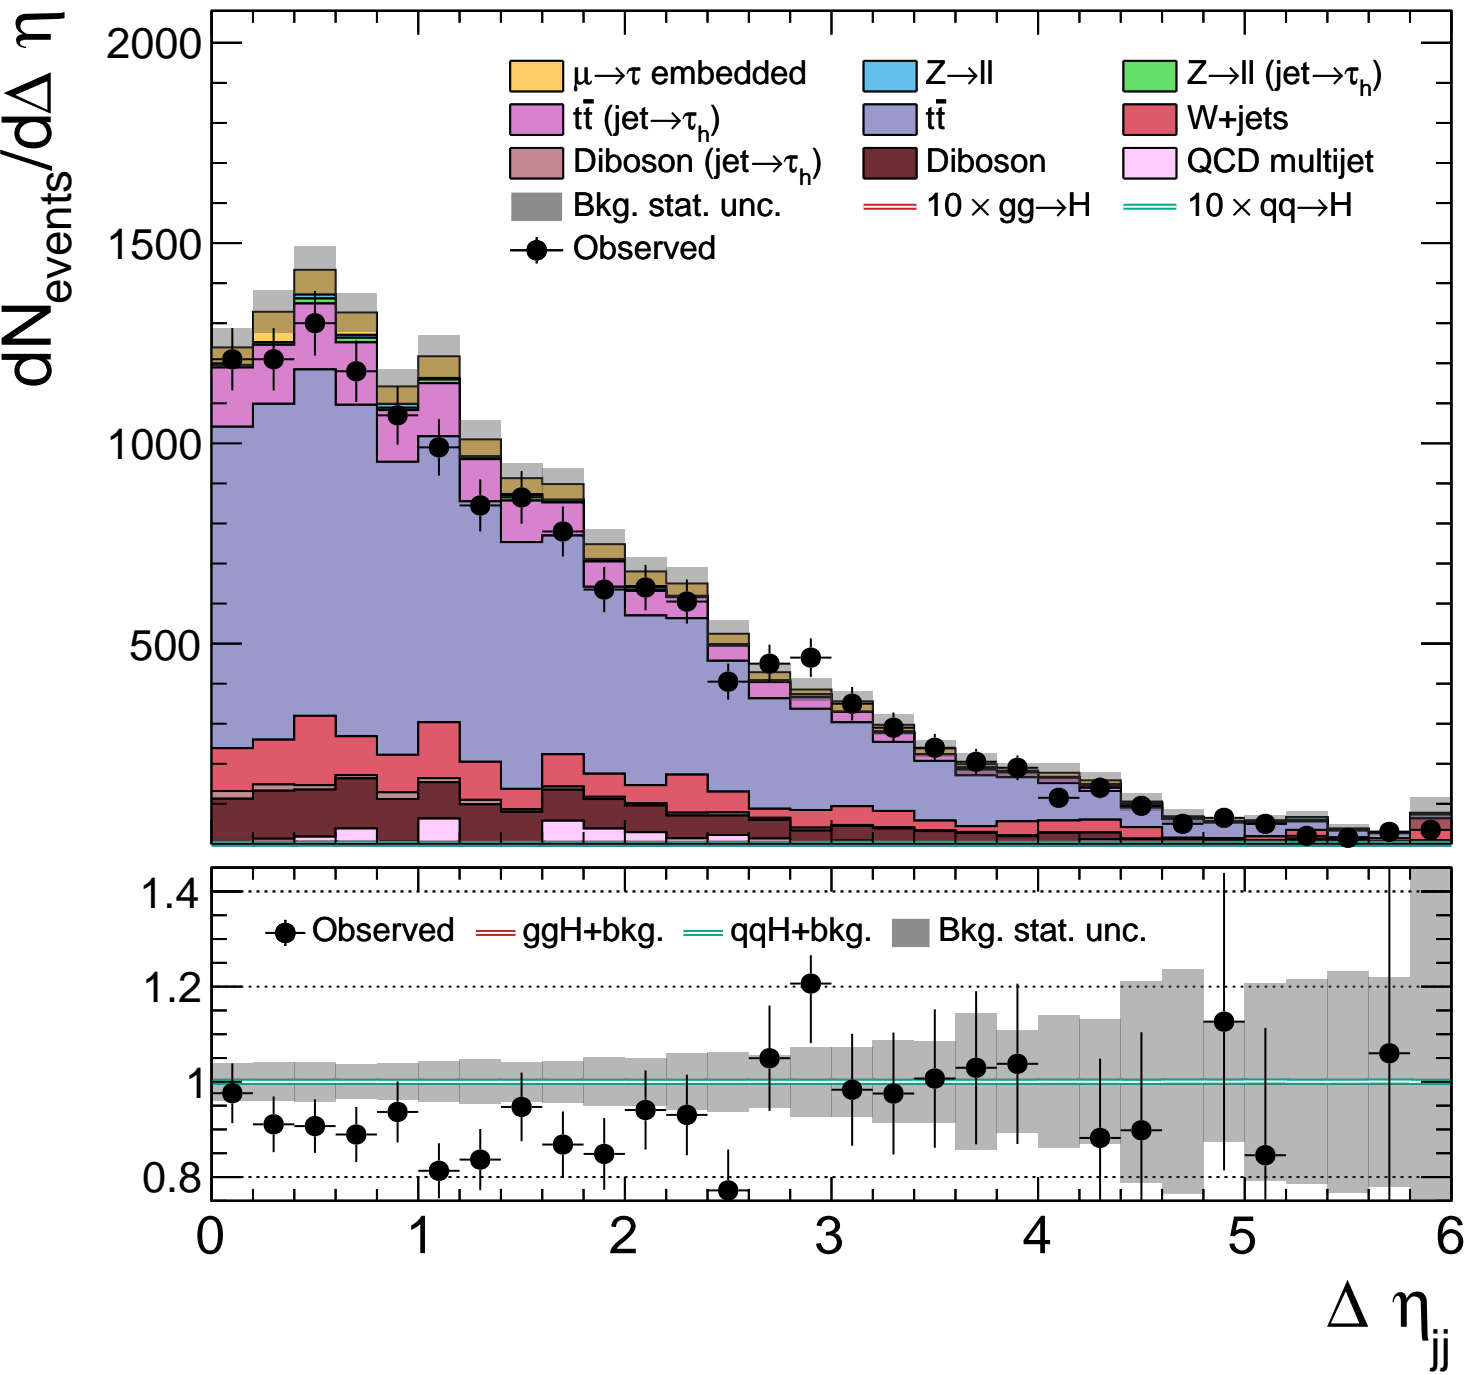 dN_events/dΔ η
2000
1500
1000
500
μ→τ embedded Z→ll Z→ll (jet→τ_h)
tt̄ (jet→τ_h) tt̄ W+jets
Diboson (jet→τ_h) Diboson QCD multijet
Bkg. stat. unc. 10 × gg→H 10 × qq→H
Observed
1.4
1.2
1
0.8
Observed ggH+bkg. qqH+bkg. Bkg. stat. unc.
0 1 2 3 4 5 6
Δ η_jj